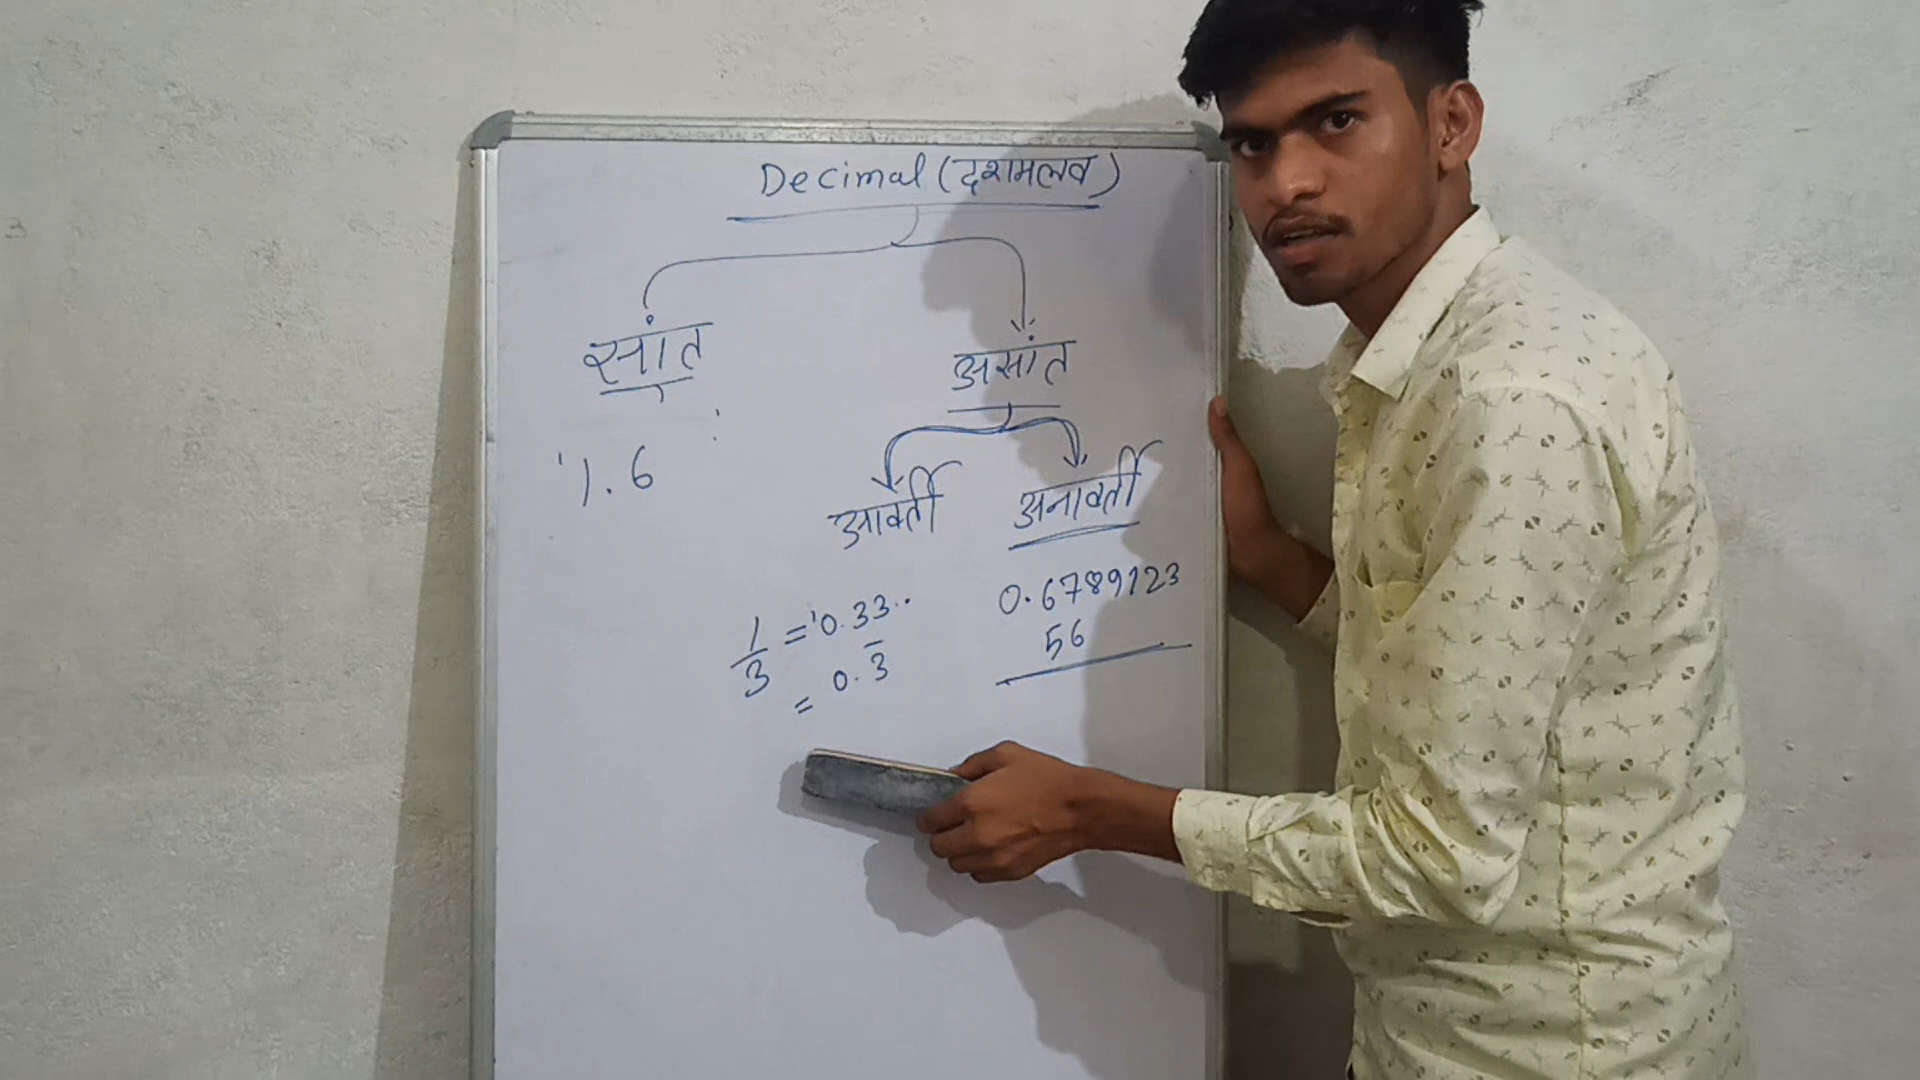 Decimal (दशमलव)
सांत
असांत
1.6
आवर्ती
अनावर्ती
1/3 = 0.33..
= 0.3̅
0.6789123
56